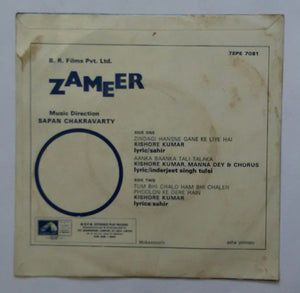 B. R. Films Pvt. Ltd.
7EPE 7081
ZAMEER
Music Direction
SAPAN CHAKRAVARTY
SIDE ONE
ZINDAGI HANSNE GANE KE LIYE HAI
KISHORE KUMAR
lyric/sahir
AANKA BAANKA TALI TALINKA
KISHORE KUMAR, MANNA DEY & CHORUS
lyric/inderjeet singh tulsi
SIDE TWO
TUM BHI CHALO HAM BHI CHALEN
PHOOLON KE DERE HAIN
KISHORE KUMAR
lyrics/sahir